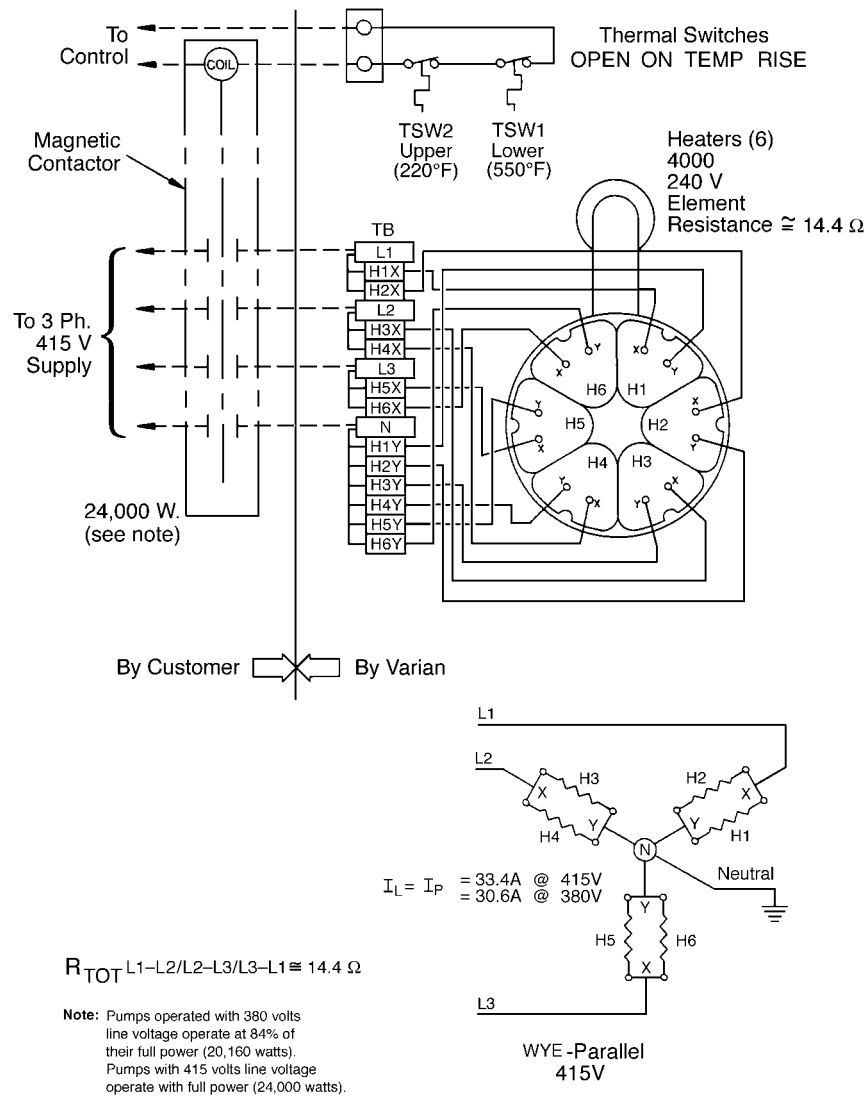 To
Control
COIL
Thermal Switches
OPEN ON TEMP RISE
TSW2
Upper
(220°F)
TSW1
Lower
(550°F)
Magnetic
Contactor
Heaters (6)
4000
240 V
Element
Resistance ≅ 14.4 Ω
TB
L1
H1X
H2X
L2
H3X
H4X
L3
H5X
H6X
N
H1Y
H2Y
H3Y
H4Y
H5Y
H6Y
To 3 Ph.
415 V
Supply
Y X
X Y
H6 H1
Y X
H5 H2
X Y
H4 H3
Y X
X Y
24,000 W.
(see note)
By Customer
By Varian
L1
L2
H3
X
H4
Y
H2
X
Y
H1
N
Neutral
IL = IP = 33.4A @ 415V
= 30.6A @ 380V
Y
H5 H6
X
L3
WYE -Parallel
415V
RTOT L1–L2/L2–L3/L3–L1 ≅ 14.4 Ω
Note: Pumps operated with 380 volts
line voltage operate at 84% of
their full power (20,160 watts).
Pumps with 415 volts line voltage
operate with full power (24,000 watts).